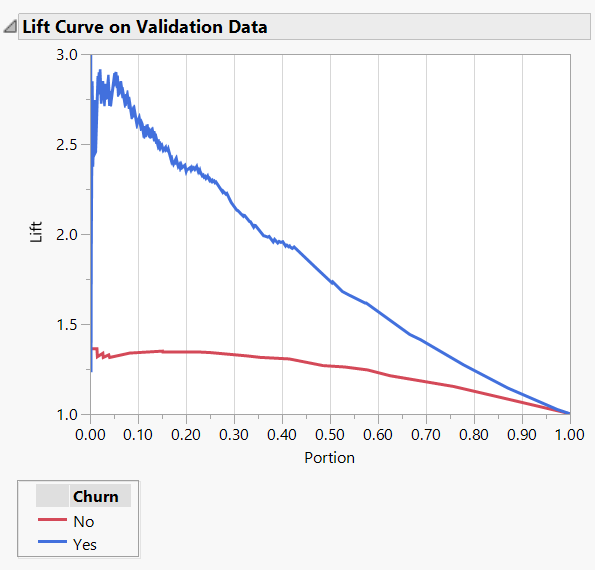 Lift Curve on Validation Data
3.0
2.5
2.0
1.5
1.0
Lift
0.00 0.10 0.20 0.30 0.40 0.50 0.60 0.70 0.80 0.90 1.00
Portion
Churn
No
Yes